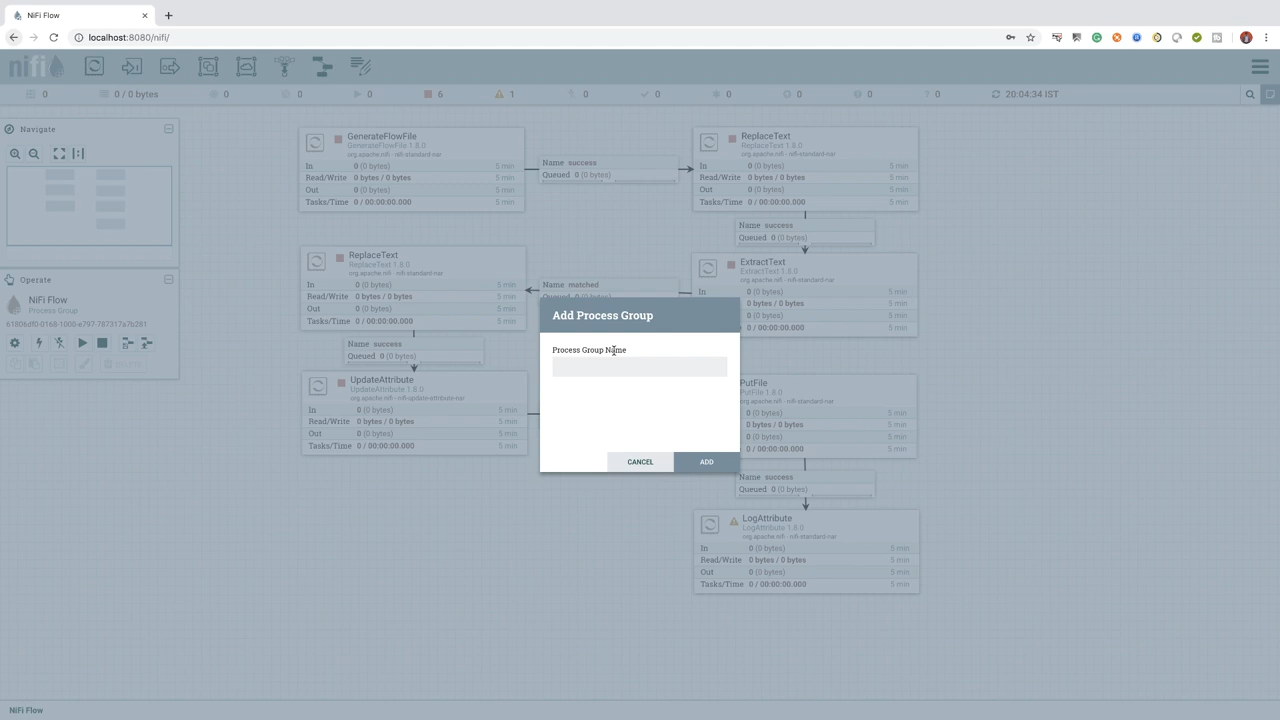 NiFi Flow
localhost:8080/nifi/
nifi
0
0 / 0 bytes
0
0
0
6
1
0
0
0
0
0
0
20:04:34 IST
Navigate
Operate
NiFi Flow
Process Group
61806df0-0168-1000-e797-787317a7b281
DELETE
GenerateFlowFile
GenerateFlowFile 1.8.0
org.apache.nifi - nifi-standard-nar
In 0 (0 bytes) 5 min
Read/Write 0 bytes / 0 bytes 5 min
Out 0 (0 bytes) 5 min
Tasks/Time 0 / 00:00:00.000 5 min
Name success
Queued 0 (0 bytes)
ReplaceText
ReplaceText 1.8.0
org.apache.nifi - nifi-standard-nar
In 0 (0 bytes) 5 min
Read/Write 0 bytes / 0 bytes 5 min
Out 0 (0 bytes) 5 min
Tasks/Time 0 / 00:00:00.000 5 min
Name success
Queued 0 (0 bytes)
ReplaceText
ReplaceText 1.8.0
org.apache.nifi - nifi-standard-nar
In 0 (0 bytes) 5 min
Read/Write 0 bytes / 0 bytes 5 min
Out 0 (0 bytes) 5 min
Tasks/Time 0 / 00:00:00.000 5 min
Name matched
Queued 0 (0 bytes)
ExtractText
ExtractText 1.8.0
org.apache.nifi - nifi-standard-nar
In 0 (0 bytes) 5 min
0 bytes / 0 bytes 5 min
0 (0 bytes) 5 min
0 / 00:00:00.000 5 min
Name success
Queued 0 (0 bytes)
UpdateAttribute
UpdateAttribute 1.8.0
org.apache.nifi - nifi-update-attribute-nar
In 0 (0 bytes) 5 min
Read/Write 0 bytes / 0 bytes 5 min
Out 0 (0 bytes) 5 min
Tasks/Time 0 / 00:00:00.000 5 min
Add Process Group
Process Group Name
CANCEL
ADD
PutFile
PutFile 1.8.0
org.apache.nifi - nifi-standard-nar
0 (0 bytes) 5 min
0 bytes / 0 bytes 5 min
0 (0 bytes) 5 min
0 / 00:00:00.000 5 min
Name success
Queued 0 (0 bytes)
LogAttribute
LogAttribute 1.8.0
org.apache.nifi - nifi-standard-nar
In 0 (0 bytes) 5 min
Read/Write 0 bytes / 0 bytes 5 min
Out 0 (0 bytes) 5 min
Tasks/Time 0 / 00:00:00.000 5 min
NiFi Flow